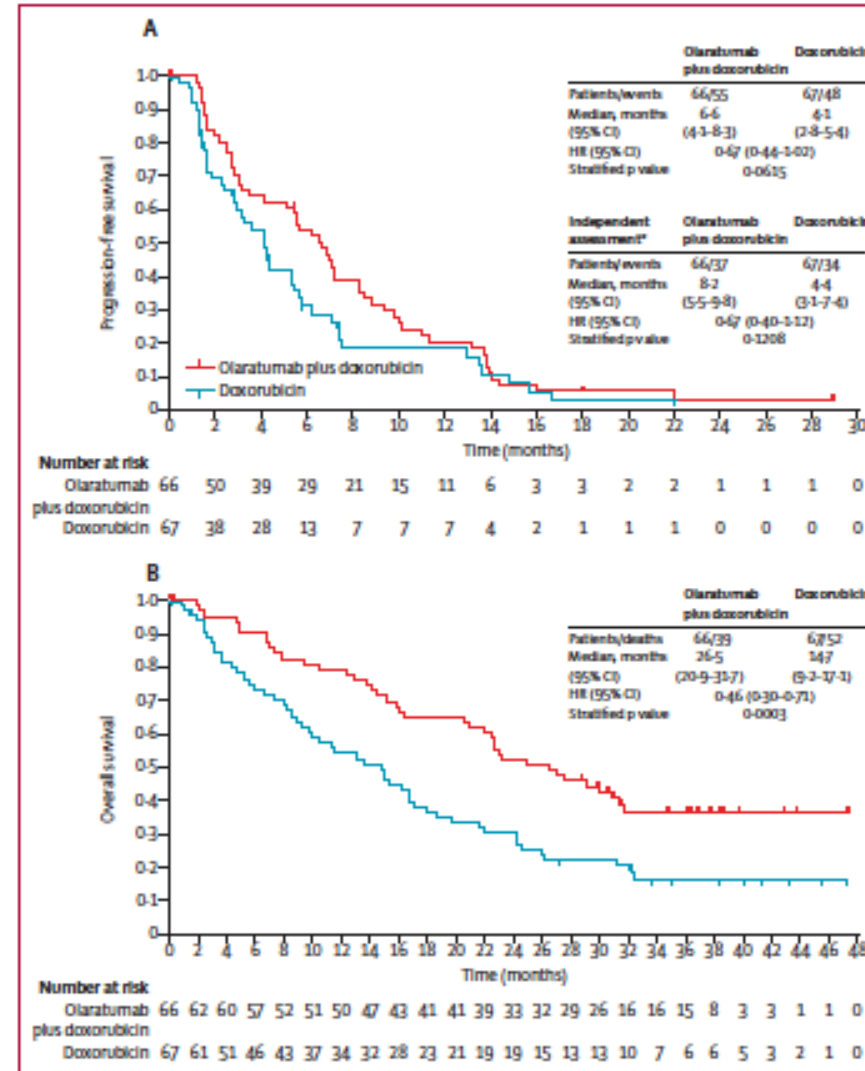 A
Olaratumab Doxorubicin
plus doxorubicin
Patients/events 66/55 67/48
Median, months 6·6 4·1
(95% CI) (4·1–8·3) (2·8–5·4)
HR (95% CI) 0·67 (0·44–1·02)
Stratified p value 0·0615
Independent Olaratumab Doxorubicin
assessment* plus doxorubicin
Patients/events 66/37 67/34
Median, months 8·2 4·4
(95% CI) (5·5–9·8) (3·1–7·4)
HR (95% CI) 0·67 (0·40–1·12)
Stratified p value 0·1208
Progression-free survival
1·0
0·9
0·8
0·7
0·6
0·5
0·4
0·3
0·2
0·1
0
Olaratumab plus doxorubicin
Doxorubicin
0 2 4 6 8 10 12 14 16 18 20 22 24 26 28 30
Time (months)
Number at risk
Olaratumab 66 50 39 29 21 15 11 6 3 3 2 2 1 1 1 0
plus doxorubicin
Doxorubicin 67 38 28 13 7 7 7 4 2 1 1 1 0 0 0 0
B
Olaratumab Doxorubicin
plus doxorubicin
Patients/deaths 66/39 67/52
Median, months 26·5 14·7
(95% CI) (20·9–31·7) (9·2–17·1)
HR (95% CI) 0·46 (0·30–0·71)
Stratified p value 0·0003
Overall survival
1·0
0·9
0·8
0·7
0·6
0·5
0·4
0·3
0·2
0·1
0
0 2 4 6 8 10 12 14 16 18 20 22 24 26 28 30 32 34 36 38 40 42 44 46 48
Time (months)
Number at risk
Olaratumab 66 62 60 57 52 51 50 47 43 41 41 39 33 32 29 26 16 16 15 8 3 3 1 1 0
plus doxorubicin
Doxorubicin 67 61 51 46 43 37 34 32 28 23 21 19 19 15 13 13 10 7 6 6 5 3 2 1 0